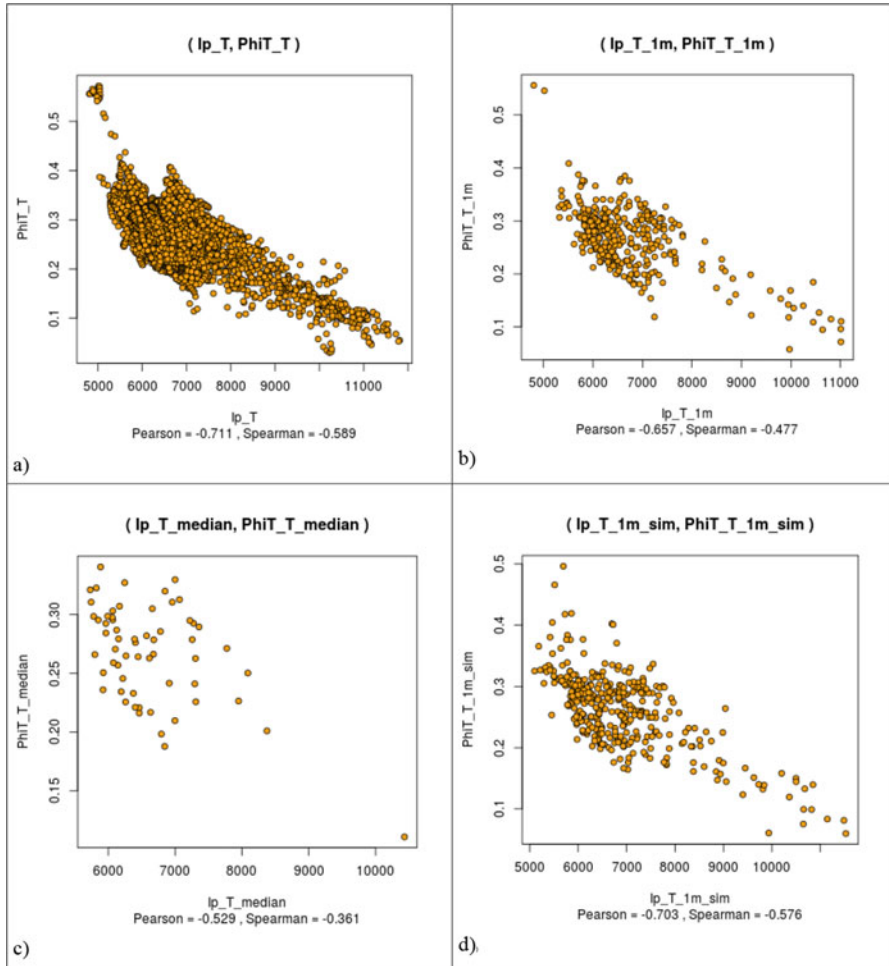 ( Ip_T, PhiT_T )
PhiT_T
0.5
0.4
0.3
0.2
0.1
5000 6000 7000 8000 9000 11000
Ip_T
Pearson = -0.711 , Spearman = -0.589
a)
( Ip_T_1m, PhiT_T_1m )
PhiT_T_1m
0.5
0.4
0.3
0.2
0.1
5000 6000 7000 8000 9000 10000 11000
Ip_T_1m
Pearson = -0.657 , Spearman = -0.477
b)
( Ip_T_median, PhiT_T_median )
PhiT_T_median
0.30
0.25
0.20
0.15
6000 7000 8000 9000 10000
Ip_T_median
Pearson = -0.529 , Spearman = -0.361
c)
( Ip_T_1m_sim, PhiT_T_1m_sim )
PhiT_T_1m_sim
0.5
0.4
0.3
0.2
0.1
5000 6000 7000 8000 9000 10000
Ip_T_1m_sim
Pearson = -0.703 , Spearman = -0.576
d)